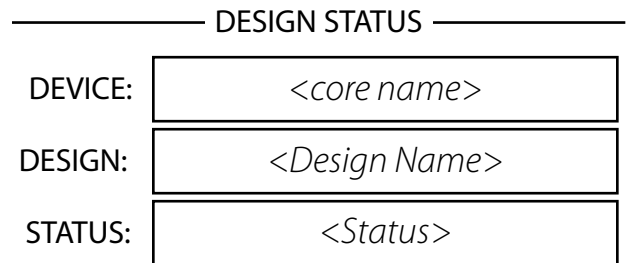 DESIGN STATUS
DEVICE: <core name>
DESIGN: <Design Name>
STATUS: <Status>